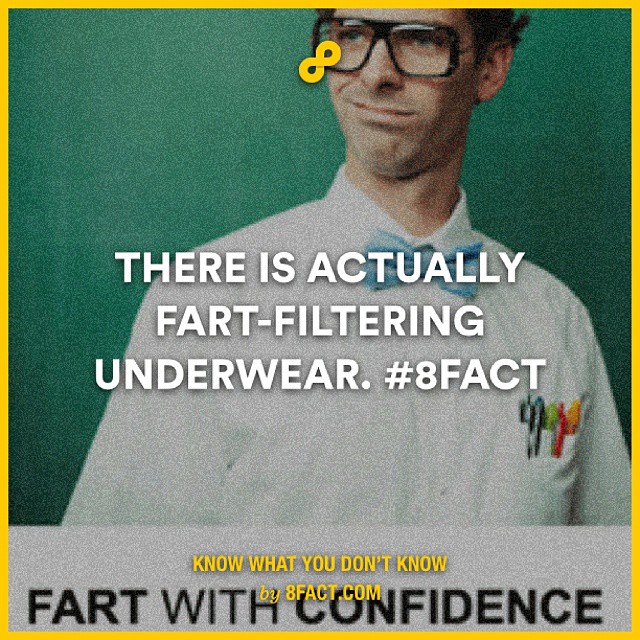 THERE IS ACTUALLY
FART-FILTERING
UNDERWEAR. #8FACT
KNOW WHAT YOU DON'T KNOW
by 8FACT.COM
FART WITH CONFIDENCE